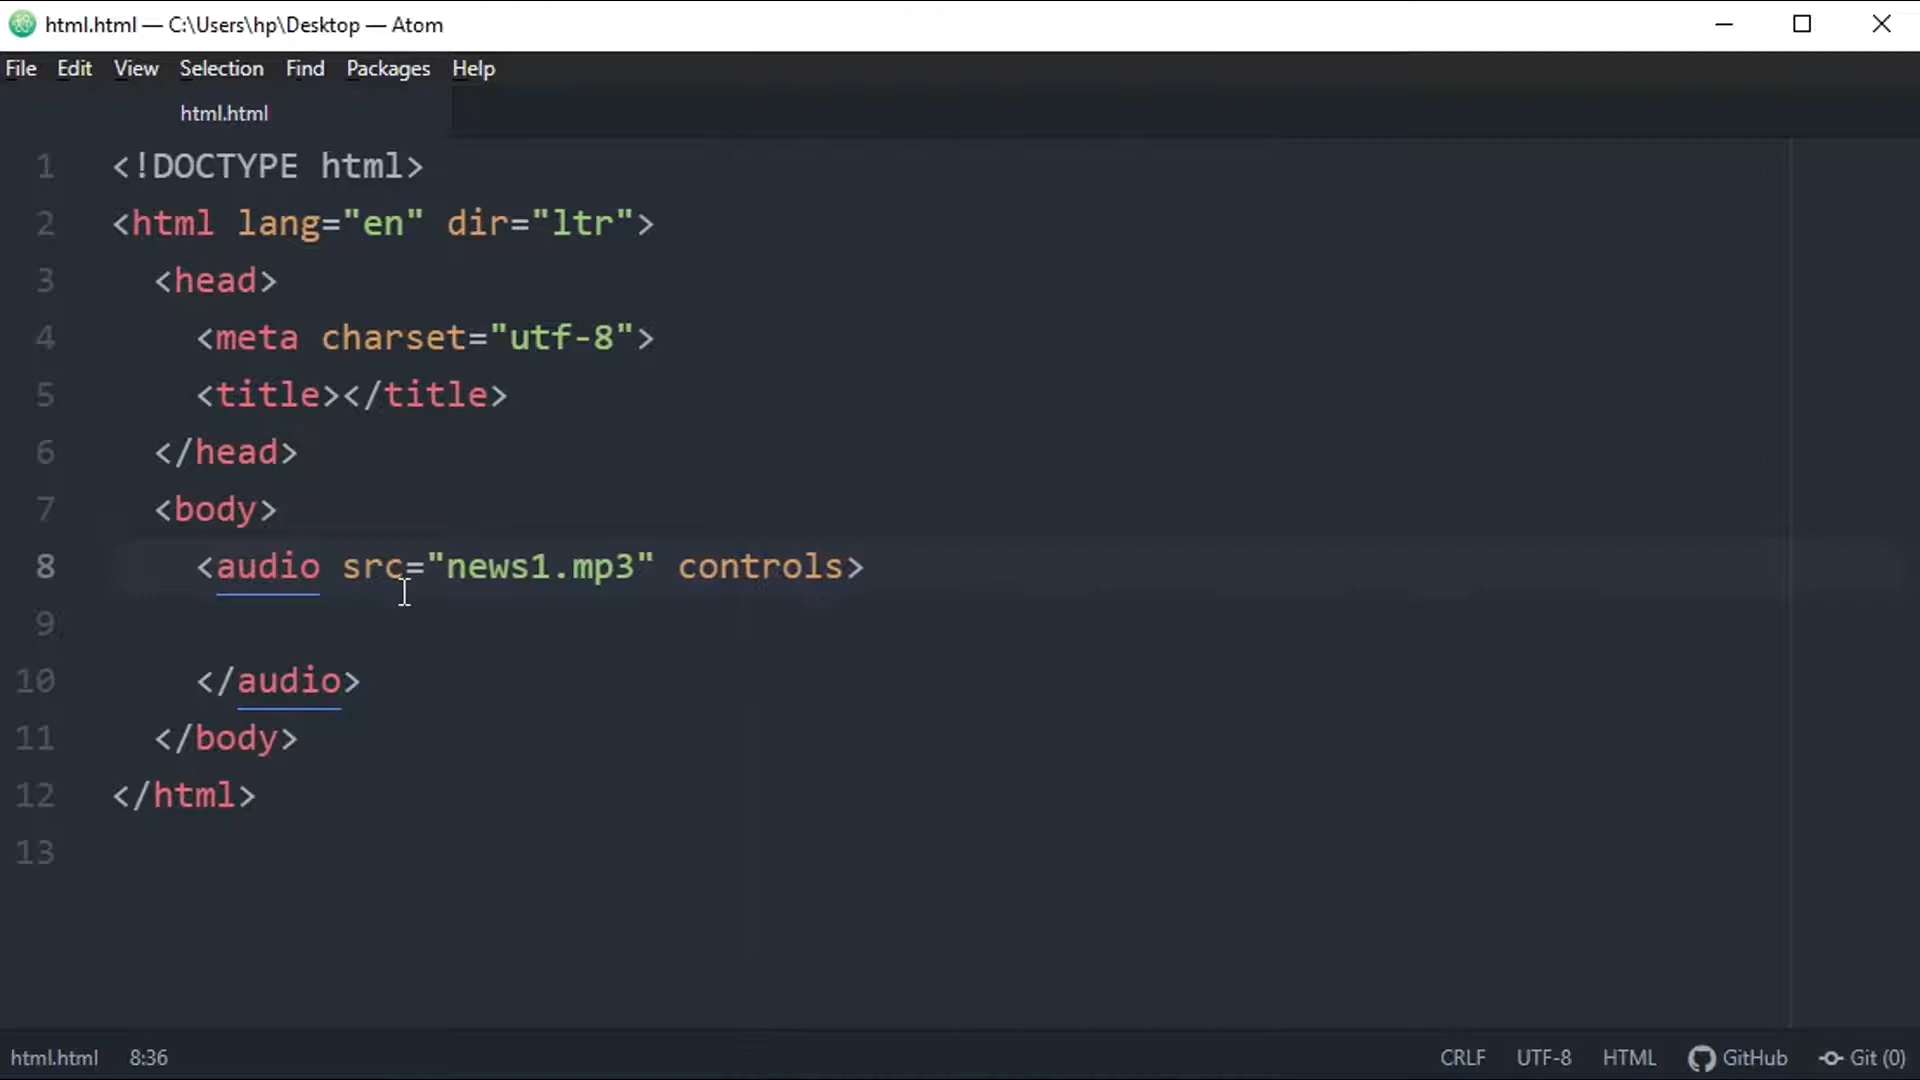 html.html — C:\Users\hp\Desktop — Atom
File Edit View Selection Find Packages Help
html.html
1 <!DOCTYPE html>
2 <html lang="en" dir="ltr">
3 <head>
4 <meta charset="utf-8">
5 <title></title>
6 </head>
7 <body>
8 <audio src="news1.mp3" controls>
9
10 </audio>
11 </body>
12 </html>
13
html.html 8:36 CRLF UTF-8 HTML GitHub Git (0)